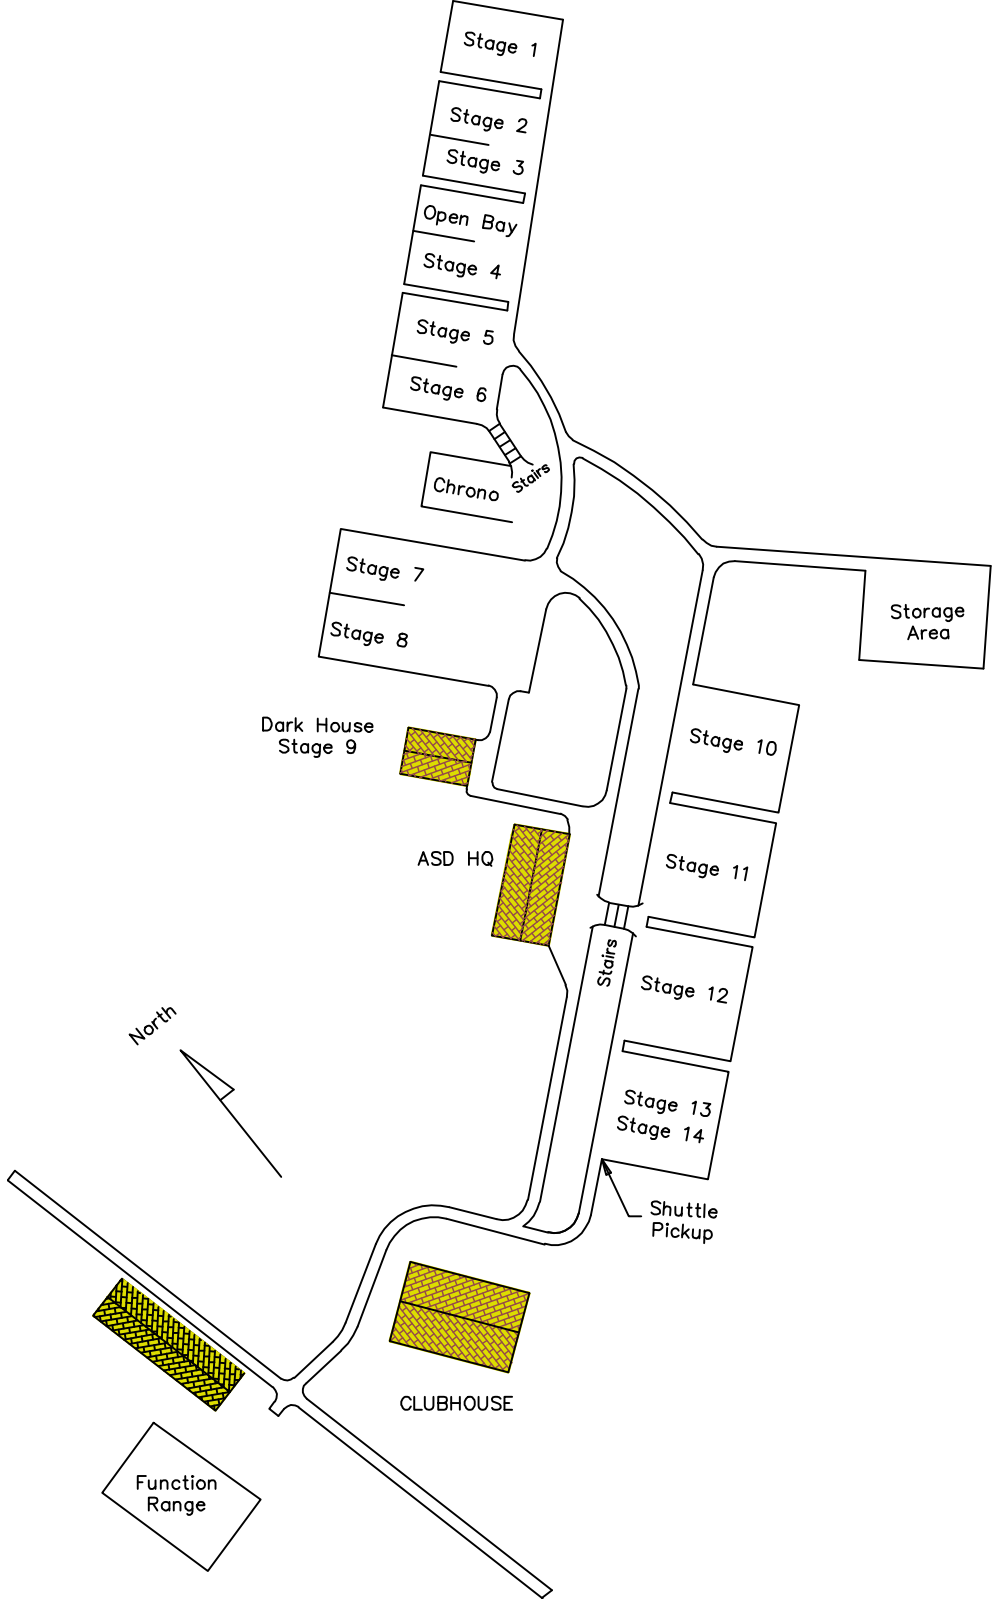 Stage 1
Stage 2
Stage 3
Open Bay
Stage 4
Stage 5
Stage 6
Stairs
Chrono
Stage 7
Stage 8
Storage
Area
Dark House
Stage 9
Stage 10
ASD HQ
Stage 11
Stairs
Stage 12
North
Stage 13
Stage 14
Shuttle
Pickup
CLUBHOUSE
Function
Range